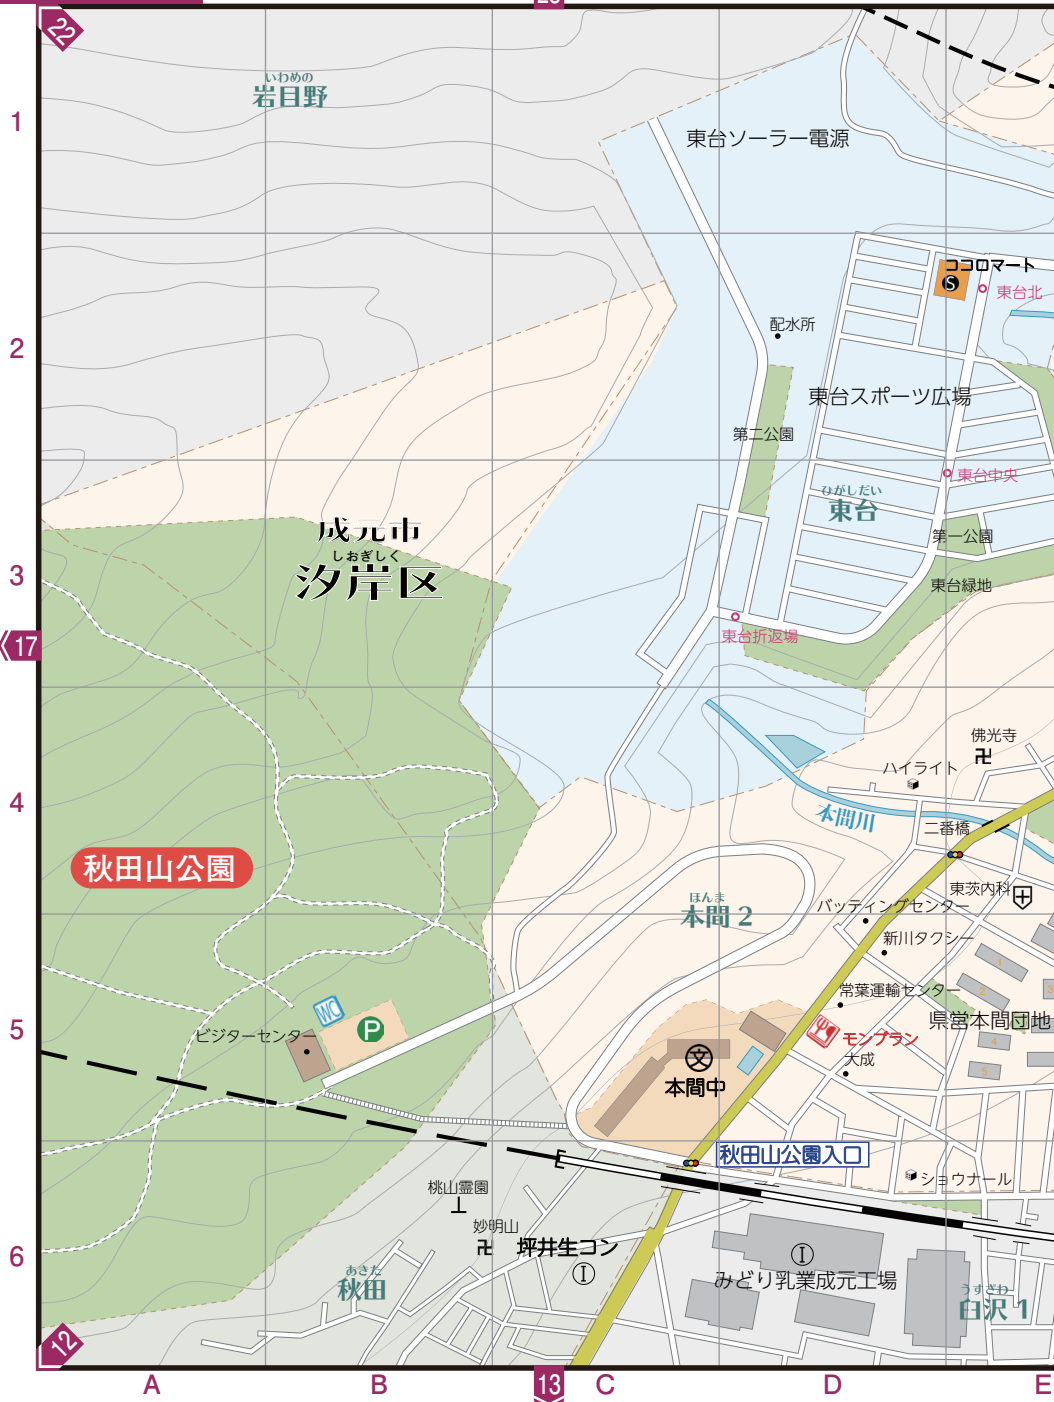 22
いわめの
岩目野
1
東台ソーラー電源
ココロマート
S
東台北
2
配水所
東台スポーツ広場
第二公園
東台中央
ひがしだい
東台
成元市
しおぎしく
汐岸区
第一公園
3
東台緑地
東台折返場
17
佛光寺
ハイライト
4
本間川
二番橋
秋田山公園
東茨内科
ほんま
本間 2
バッティングセンター
新川タクシー
1
2
3
常葉運輸センター
WC
P
県営本間団地
5
ビジターセンター
モンブラン
4
文
大成
5
本間中
秋田山公園入口
桃山霊園
ショウナール
妙明山
坪井生コン
6
あきた
秋田
みどり乳業成元工場
うすざわ
臼沢 1
12
13
A
B
C
D
E